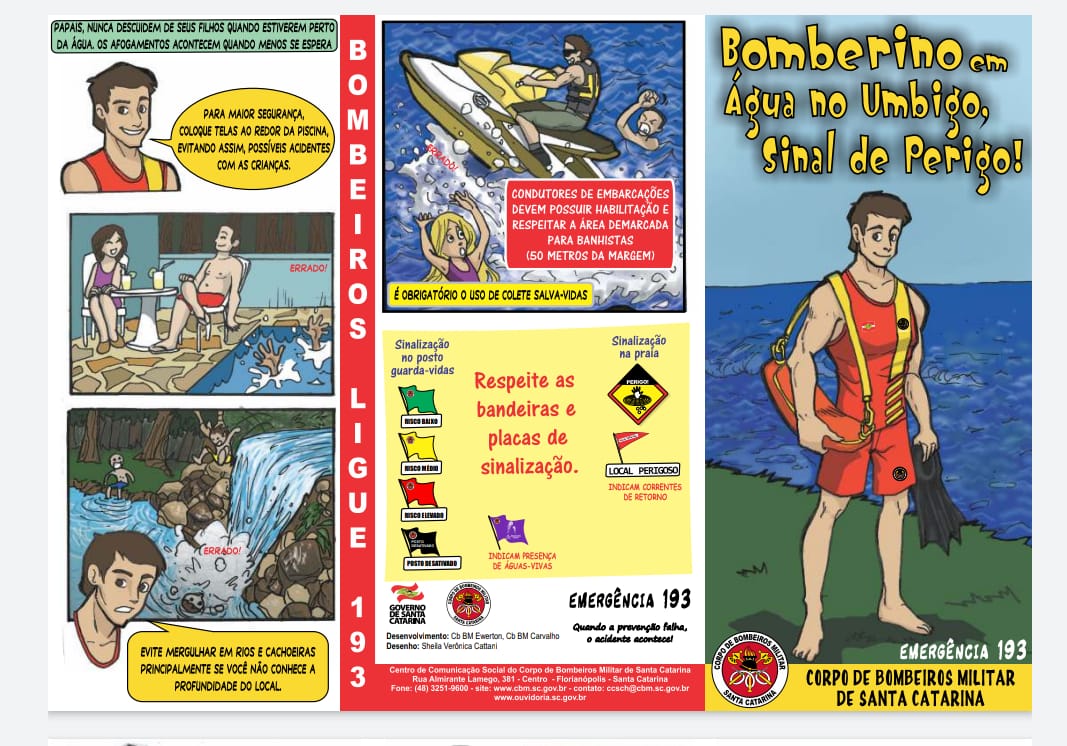 PAPAIS, NUNCA DESCUIDEM DE SEUS FILHOS QUANDO ESTIVEREM PERTO
DA ÁGUA. OS AFOGAMENTOS ACONTECEM QUANDO MENOS SE ESPERA
PARA MAIOR SEGURANÇA,
COLOQUE TELAS AO REDOR DA PISCINA,
EVITANDO ASSIM, POSSÍVEIS ACIDENTES
COM AS CRIANÇAS.
ERRADO!
ERRADO!
EVITE MERGULHAR EM RIOS E CACHOEIRAS
PRINCIPALMENTE SE VOCÊ NÃO CONHECE A
PROFUNDIDADE DO LOCAL.
BOMBEIROS LIGUE 193
ERRADO!
CONDUTORES DE EMBARCAÇÕES
DEVEM POSSUIR HABILITAÇÃO E
RESPEITAR A ÁREA DEMARCADA
PARA BANHISTAS
(50 METROS DA MARGEM)
É OBRIGATÓRIO O USO DE COLETE SALVA-VIDAS
Sinalização
no posto
guarda-vidas
RISCO BAIXO
RISCO MÉDIO
RISCO ELEVADO
POSTO
DESATIVADO
POSTO DESATIVADO
Respeite as
bandeiras e
placas de
sinalização.
INDICAM PRESENÇA
DE ÁGUAS-VIVAS
Sinalização
na praia
PERIGO!
LOCAL PERIGOSO
INDICAM CORRENTES
DE RETORNO
GOVERNO
DE SANTA
CATARINA
CORPO DE BOMBEIROS MILITAR
SANTA CATARINA
EMERGÊNCIA 193
Quando a prevenção falha,
o acidente acontece!
Desenvolvimento: Cb BM Ewerton, Cb BM Carvalho
Desenho: Sheila Verônica Cattani
Centro de Comunicação Social do Corpo de Bombeiros Militar de Santa Catarina
Rua Almirante Lamego, 381 - Centro - Florianópolis - Santa Catarina
Fone: (48) 3251-9600 - site: www.cbm.sc.gov.br - contato: ccsch@cbm.sc.gov.br
www.ouvidoria.sc.gov.br
Bomberino em
Água no Umbigo,
Sinal de Perigo!
EMERGÊNCIA 193
CORPO DE BOMBEIROS MILITAR
SANTA CATARINA
CORPO DE BOMBEIROS MILITAR
DE SANTA CATARINA